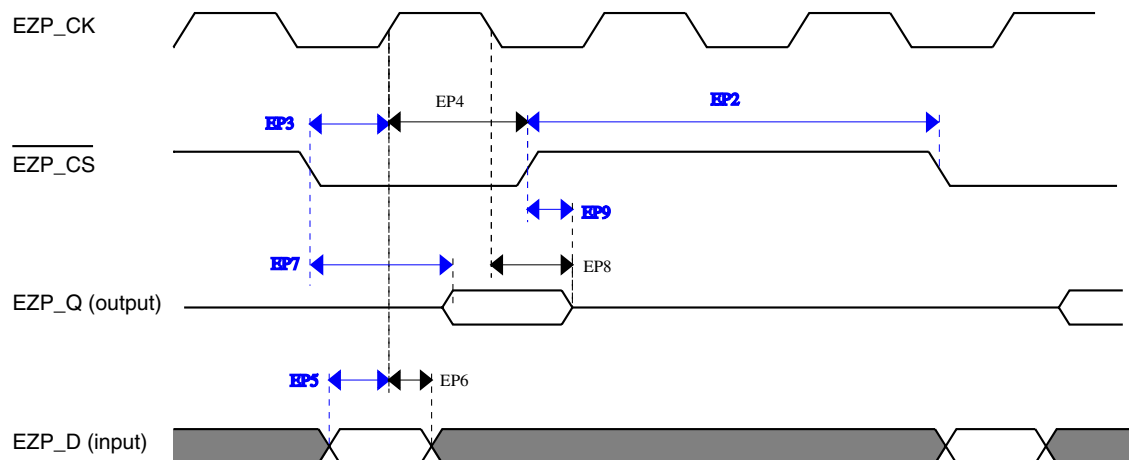 EZP_CK
EP4
EP2
EP3
EZP_CS
EP9
EP7
EP8
EZP_Q (output)
EP5
EP6
EZP_D (input)